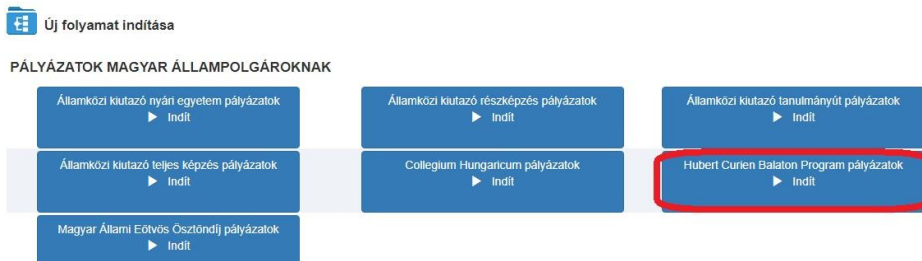 Új folyamat indítása
PÁLYÁZATOK MAGYAR ÁLLAMPOLGÁROKNAK
Államközi kiutazó nyári egyetem pályázatok
Indít
Államközi kiutazó részképzés pályázatok
Indít
Államközi kiutazó tanulmányút pályázatok
Indít
Államközi kiutazó teljes képzés pályázatok
Indít
Collegium Hungaricum pályázatok
Indít
Hubert Curien Balaton Program pályázatok
Indít
Magyar Állami Eötvös Ösztöndíj pályázatok
Indít